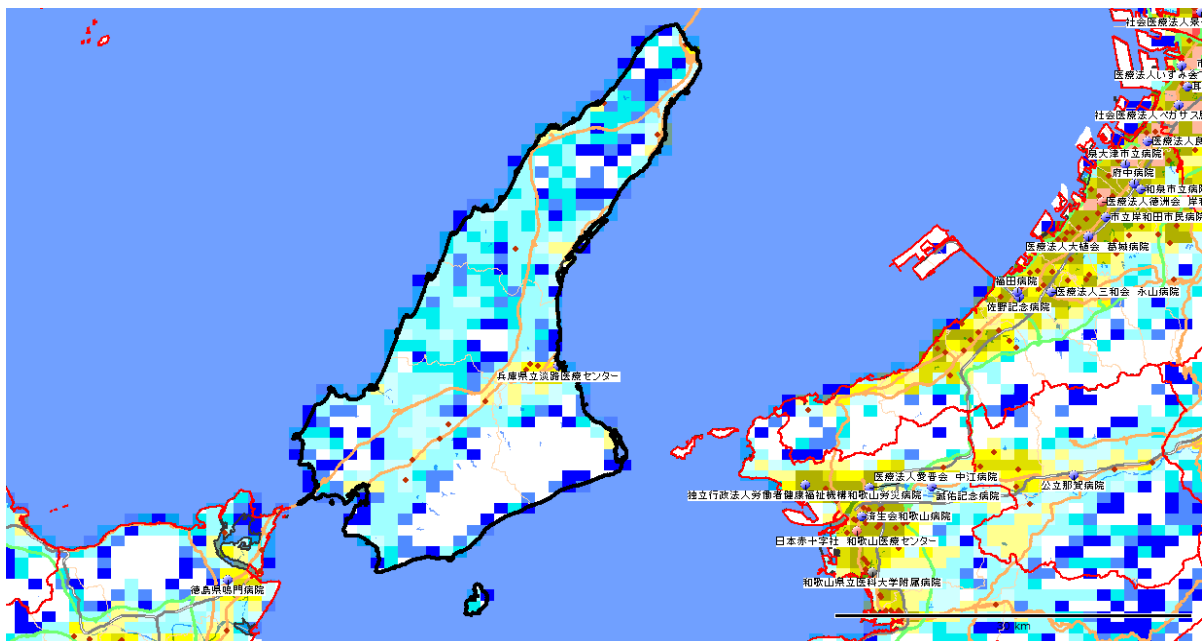 社会医療法人
医療法人いずみ会
社会医療法人ペガサス
医療法人良
泉大津市立病院
府中病院
和泉市立病院
医療法人徳洲会 岸和
市立岸和田市民病院
医療法人大植会 葛城病院
福田病院
医療法人三和会 永山病院
佐野記念病院
兵庫県立淡路医療センター
医療法人愛晋会 中江病院
公立那賀病院
独立行政法人労働者健康福祉機構和歌山労災病院
誠佑記念病院
済生会和歌山病院
日本赤十字社 和歌山医療センター
和歌山県立医科大学附属病院
徳島県鳴門病院
km